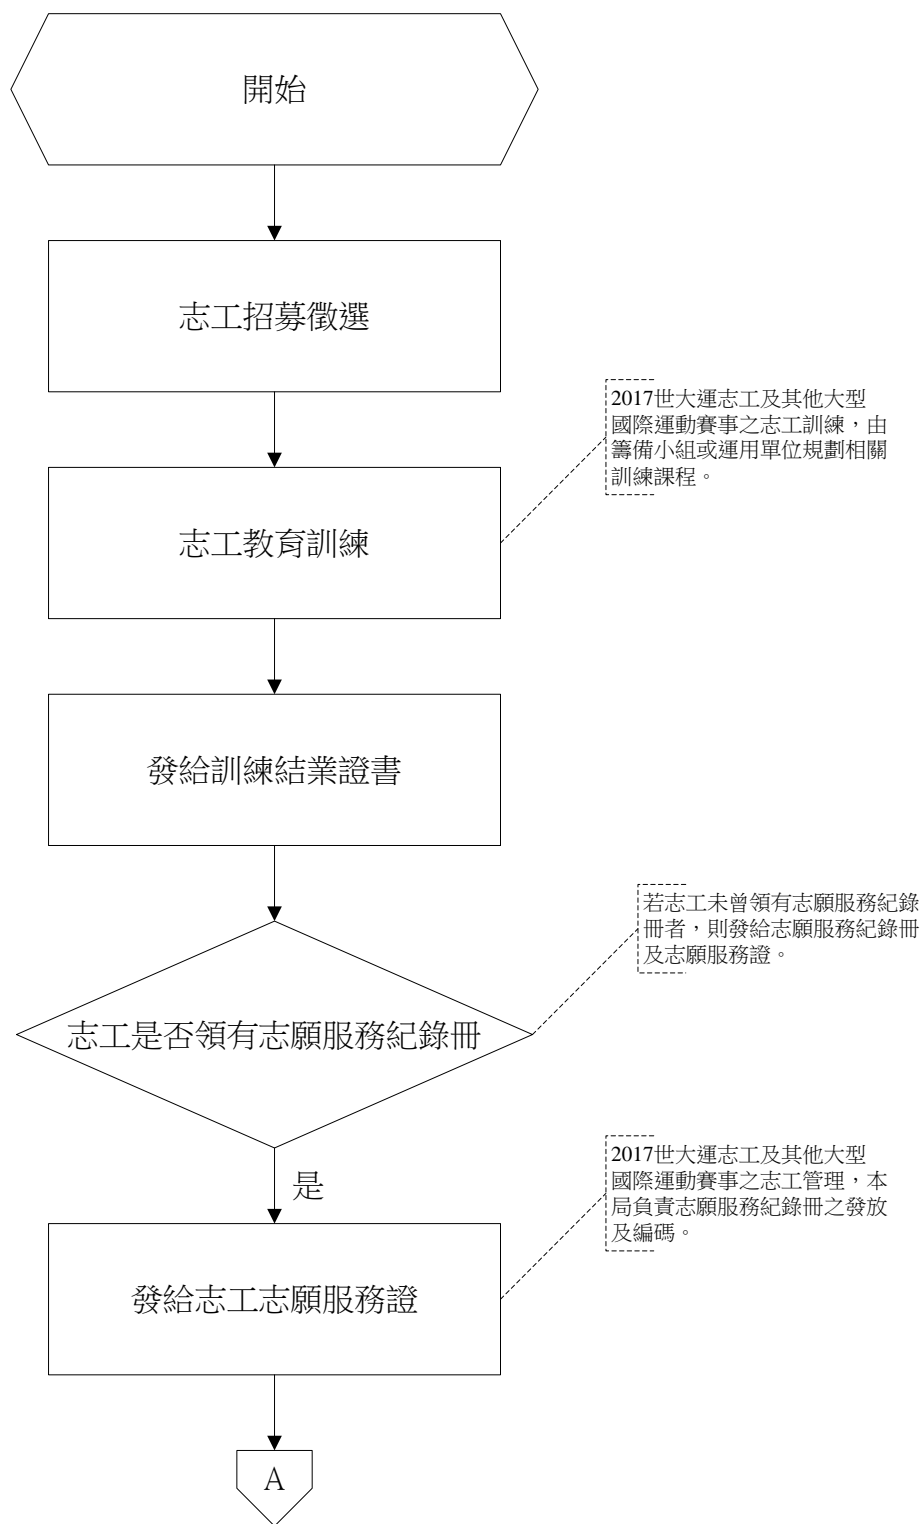 開始
志工招募徵選
2017世大運志工及其他大型
國際運動賽事之志工訓練，由
籌備小組或運用單位規劃相關
訓練課程。
志工教育訓練
發給訓練結業證書
若志工未曾領有志願服務紀錄
冊者，則發給志願服務紀錄冊
及志願服務證。
志工是否領有志願服務紀錄冊
是
2017世大運志工及其他大型
國際運動賽事之志工管理，本
局負責志願服務紀錄冊之發放
及編碼。
發給志工志願服務證
A